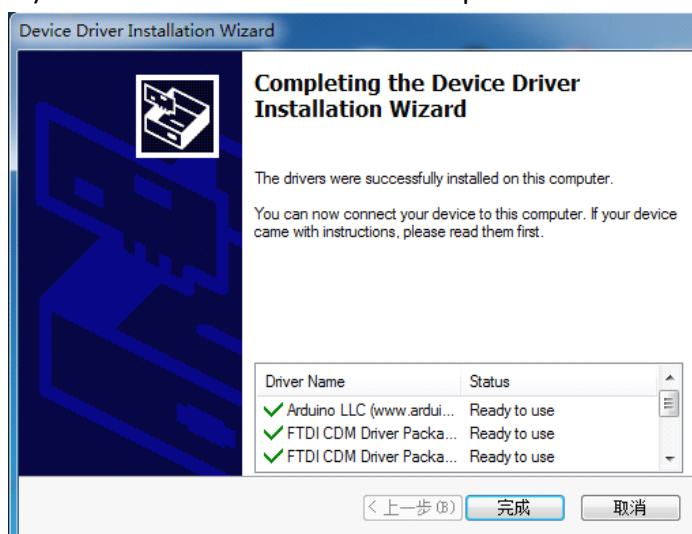 Device Driver Installation Wizard
Completing the Device Driver
Installation Wizard
The drivers were successfully installed on this computer.
You can now connect your device to this computer. If your device
came with instructions, please read them first.
Driver Name Status
Arduino LLC (www.ardui... Ready to use
FTDI CDM Driver Packa... Ready to use
FTDI CDM Driver Packa... Ready to use
< 上一步(B) 完成 取消